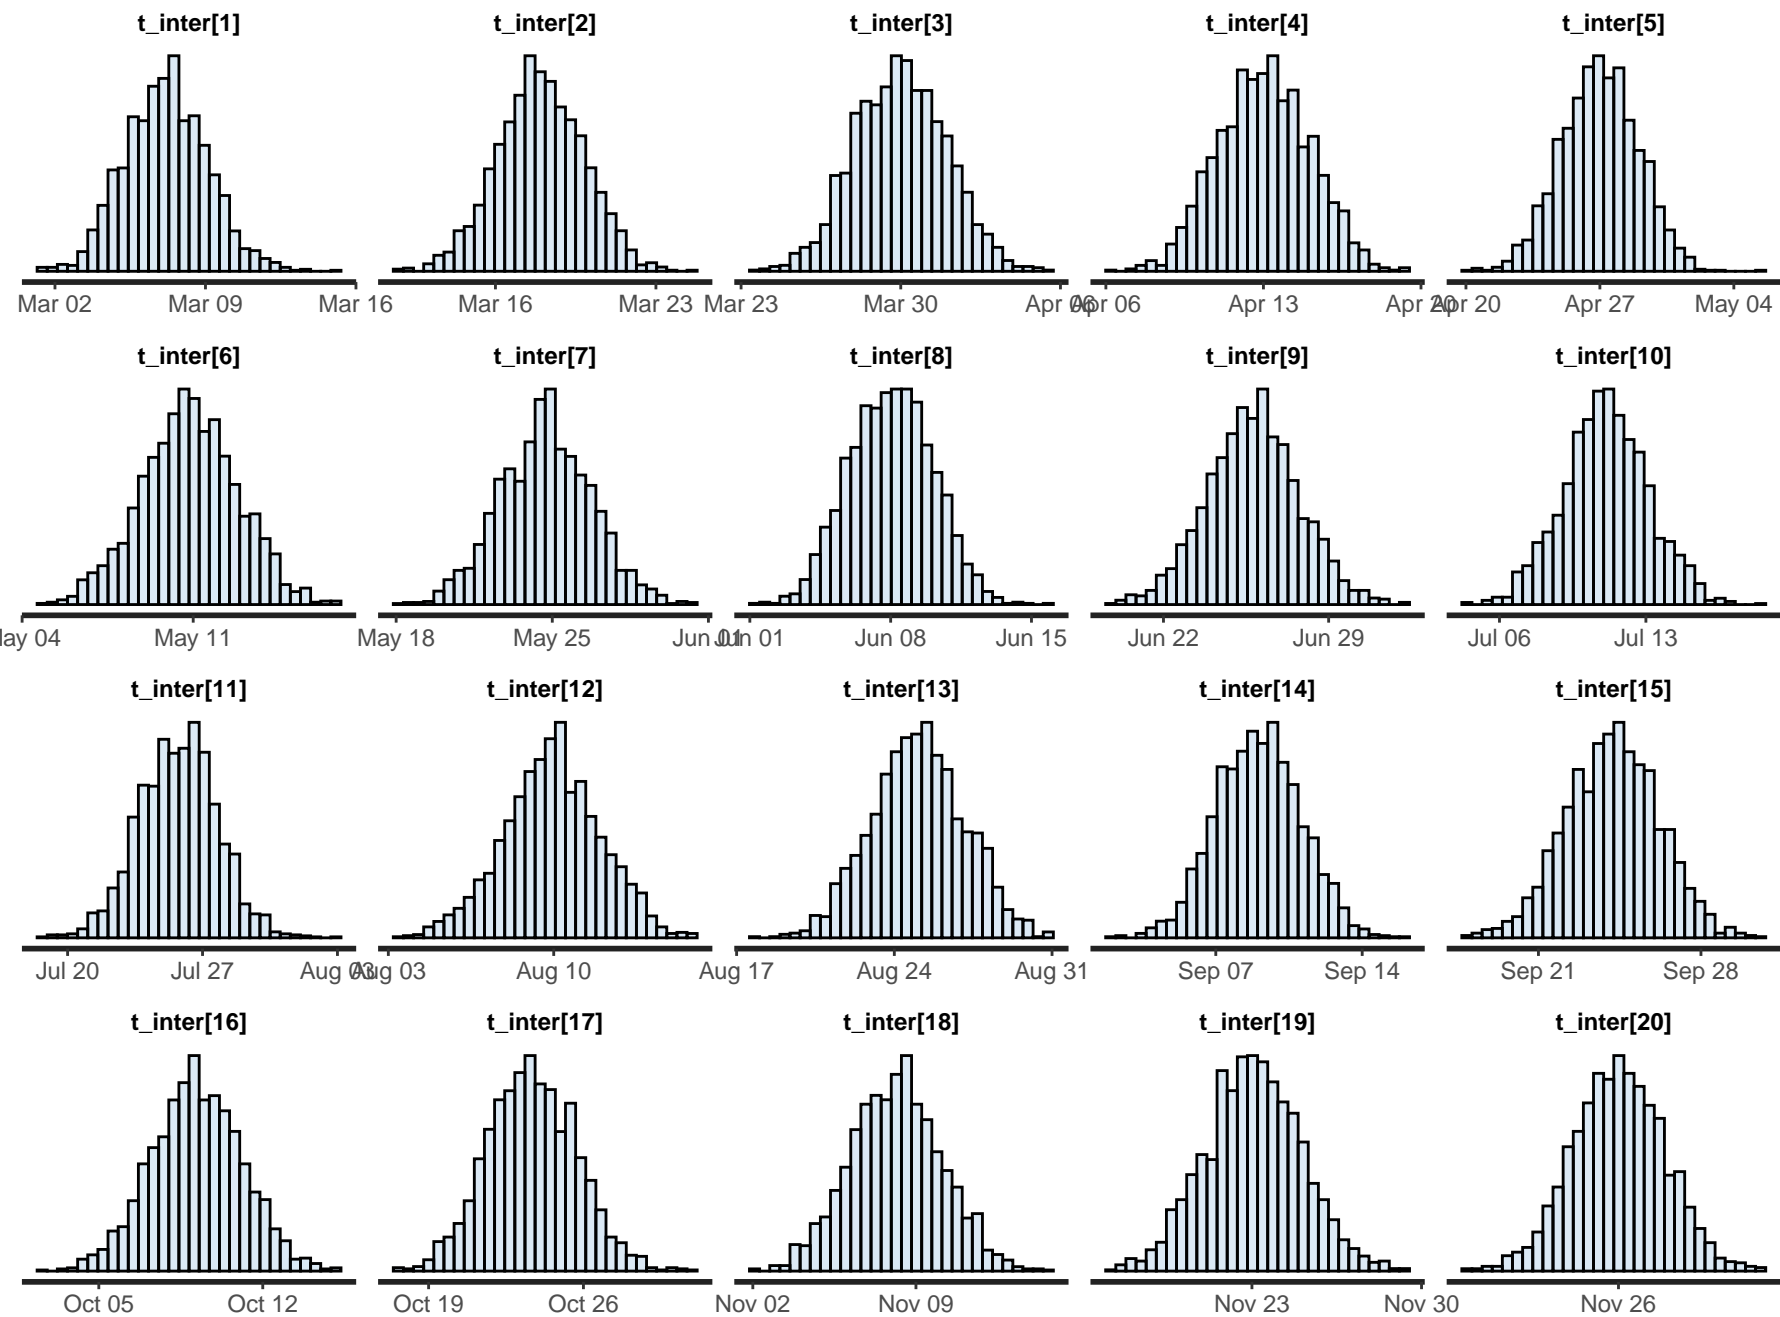 t_inter[1] t_inter[2] t_inter[3] t_inter[4] t_inter[5]
Mar 02 Mar 09 Mar 16 Mar 16 Mar 23 Mar 23 Mar 30 Apr 06 Apr 06 Apr 13 Apr 20 Apr 20 Apr 27 May 04
t_inter[6] t_inter[7] t_inter[8] t_inter[9] t_inter[10]
ay 04 May 11 May 18 May 25 Jun 01 Jun 01 Jun 08 Jun 15 Jun 22 Jun 29 Jul 06 Jul 13
t_inter[11] t_inter[12] t_inter[13] t_inter[14] t_inter[15]
Jul 20 Jul 27 Aug 03 Aug 03 Aug 10 Aug 17 Aug 24 Aug 31 Sep 07 Sep 14 Sep 21 Sep 28
t_inter[16] t_inter[17] t_inter[18] t_inter[19] t_inter[20]
Oct 05 Oct 12 Oct 19 Oct 26 Nov 02 Nov 09 Nov 23 Nov 30 Nov 26